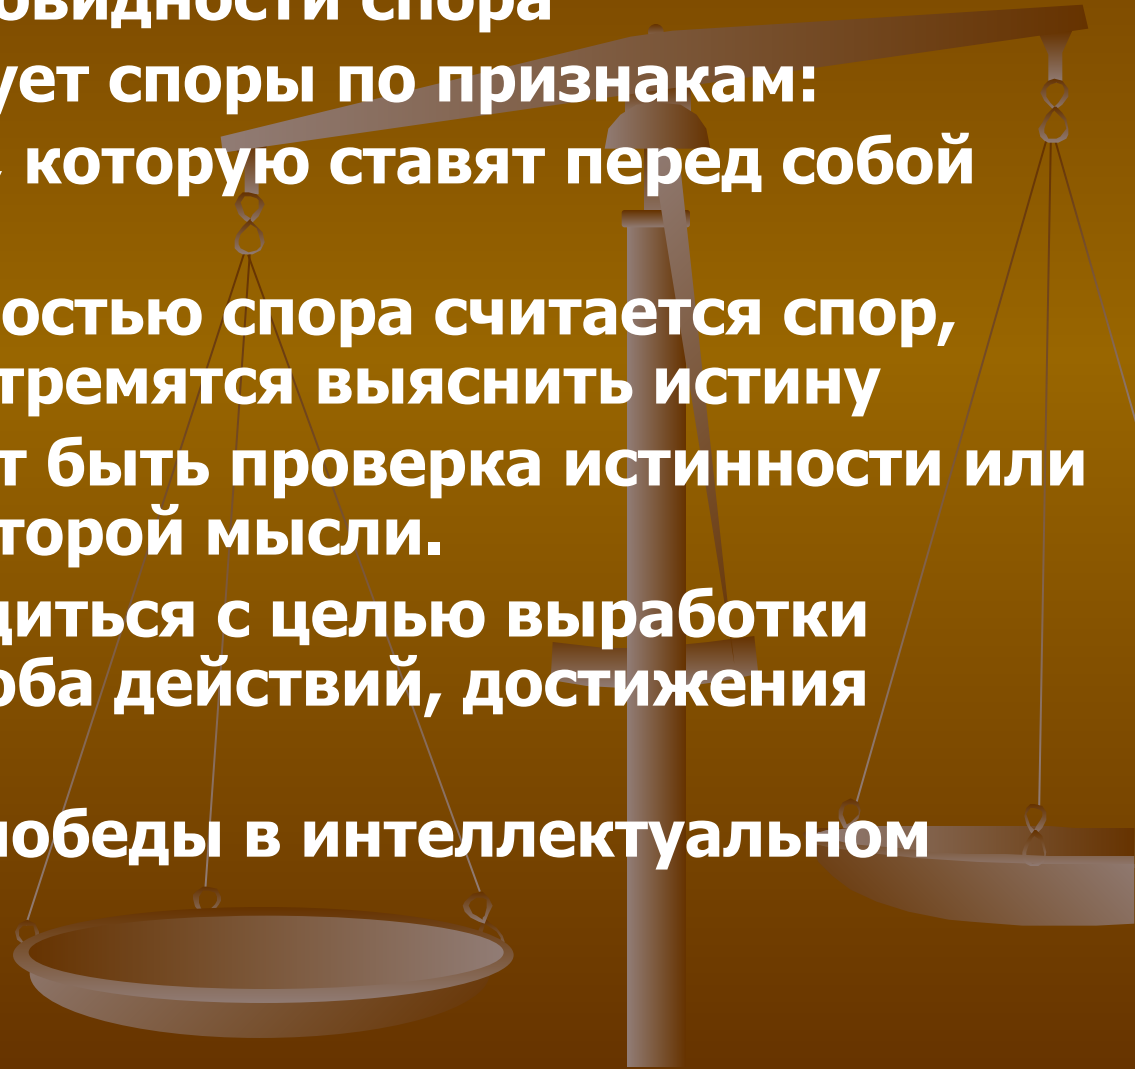 овидности спора
ует споры по признакам:
, которую ставят перед собой
остью спора считается спор,
тремятся выяснить истину
т быть проверка истинности или
торой мысли.
диться с целью выработки
оба действий, достижения
победы в интеллектуальном